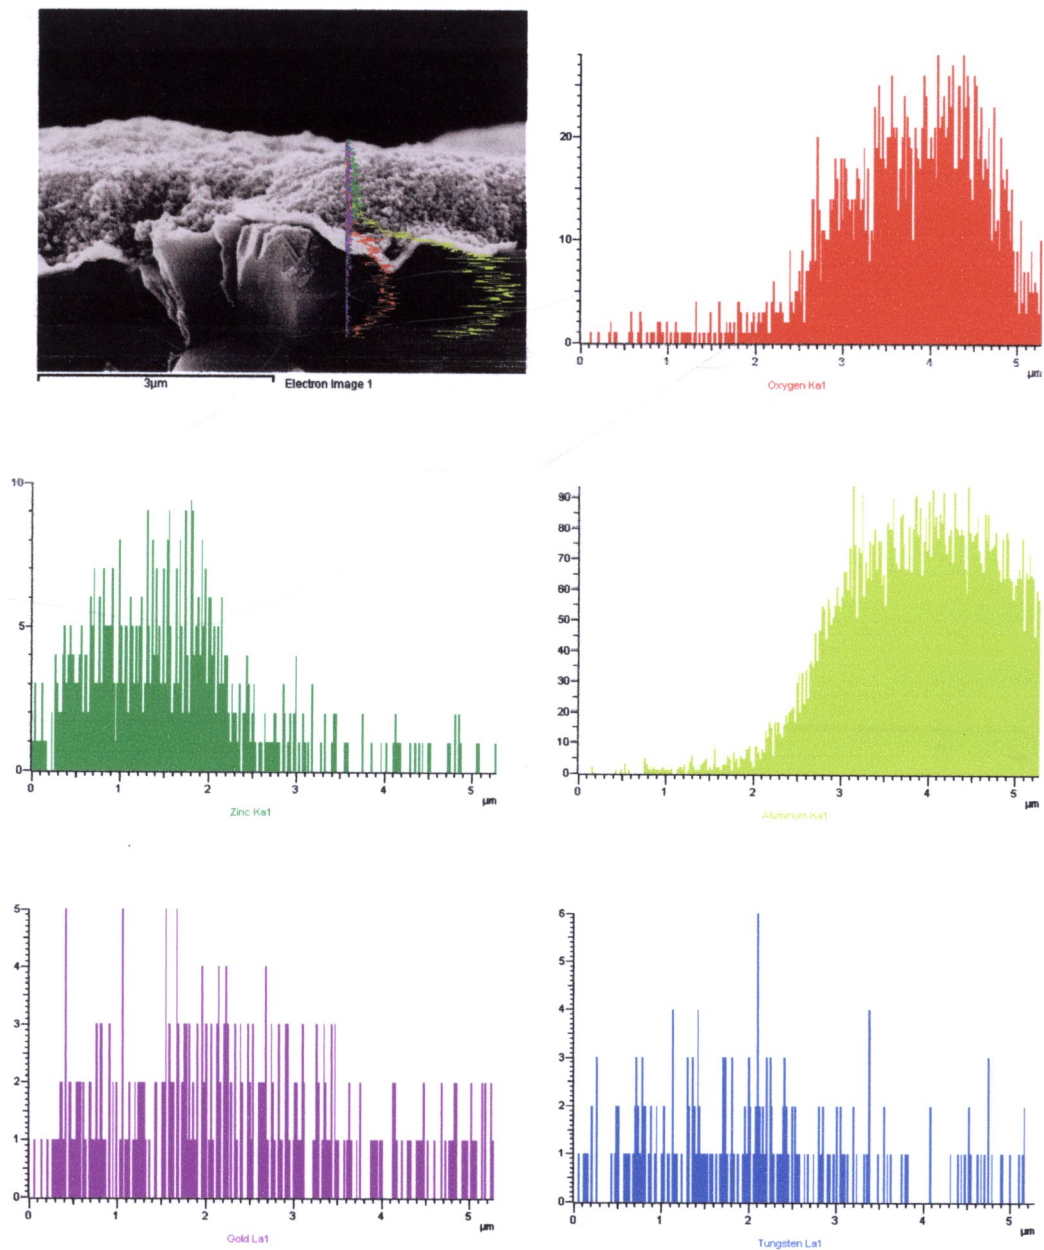 3µm Electron Image 1
20
10
0
0 1 2 3 4 5
µm
Oxygen Ka1
10
5
0
0 1 2 3 4 5
µm
Zinc Ka1
90
80
70
60
50
40
30
20
10
0
0 1 2 3 4 5
µm
Aluminum Ka1
5
4
3
2
1
0
0 1 2 3 4 5
µm
Gold La1
6
5
4
3
2
1
0
0 1 2 3 4 5
µm
Tungsten La1